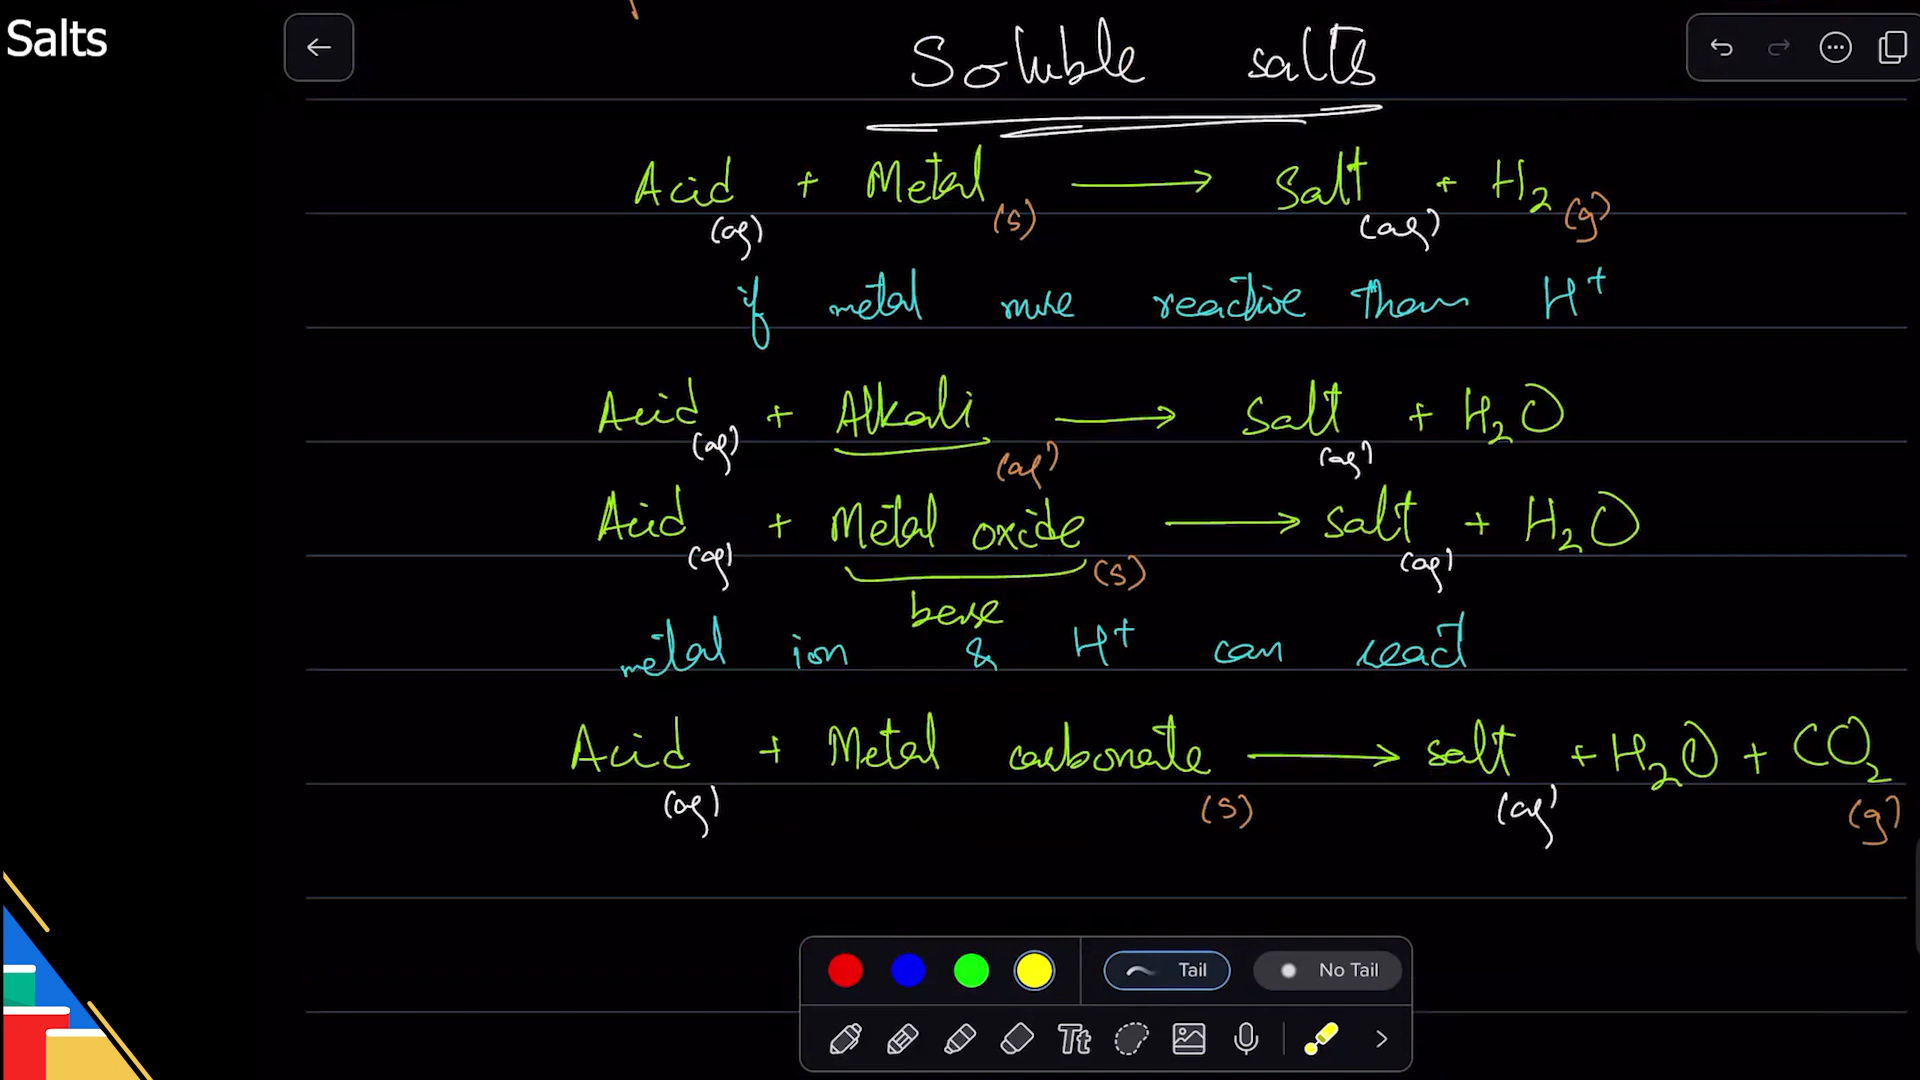 Salts
Soluble salts
Acid (aq) + Metal (s) → Salt (aq) + H₂ (g)
if metal more reactive than H⁺
Acid (aq) + Alkali (aq) → Salt (aq) + H₂O
Acid (aq) + Metal oxide (s) → salt (aq) + H₂O
base
metal ion & H⁺ can react
Acid (aq) + Metal carbonate (s) → salt (aq) + H₂O + CO₂ (g)
Tail No Tail
Tt